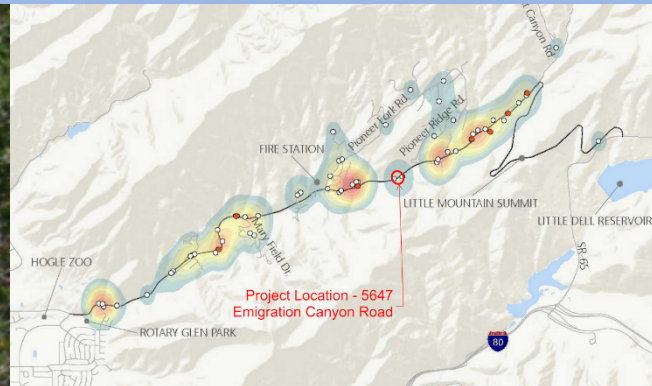 r Canyon Rd
Pioneer Fork Rd.
Pioneer Ridge Rd.
FIRE STATION
LITTLE MOUNTAIN SUMMIT
LITTLE DELL RESERVOIR
Mary Field Dr.
SR-65
HOGLE ZOO
Project Location - 5647
Emigration Canyon Road
ROTARY GLEN PARK
80